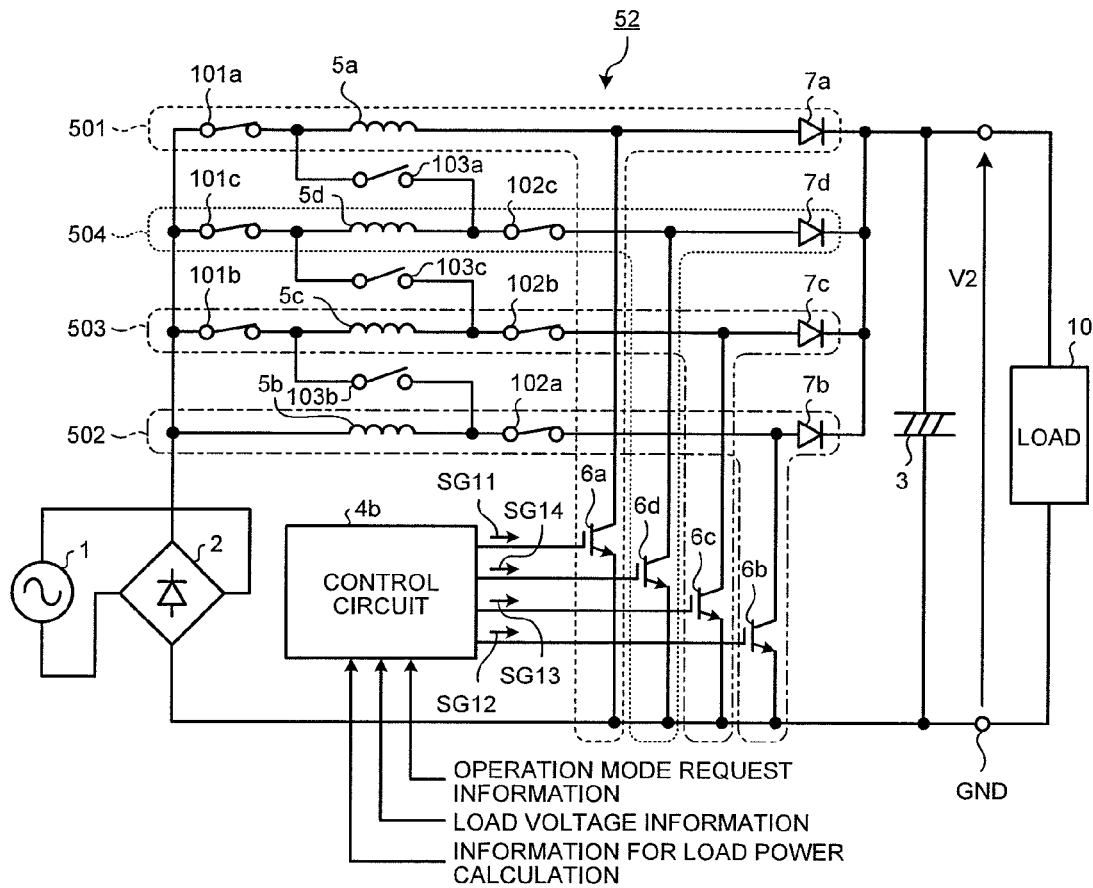 52
101a
5a
7a
501
103a
101c
5d
102c
7d
504
103c
101b
5c
102b
7c
V2
503
10
103b
5b
102a
7b
502
LOAD
3
SG11
6a
4b
SG14
6d
1
2
6c
CONTROL
CIRCUIT
6b
SG13
SG12
OPERATION MODE REQUEST
INFORMATION
GND
LOAD VOLTAGE INFORMATION
INFORMATION FOR LOAD POWER
CALCULATION